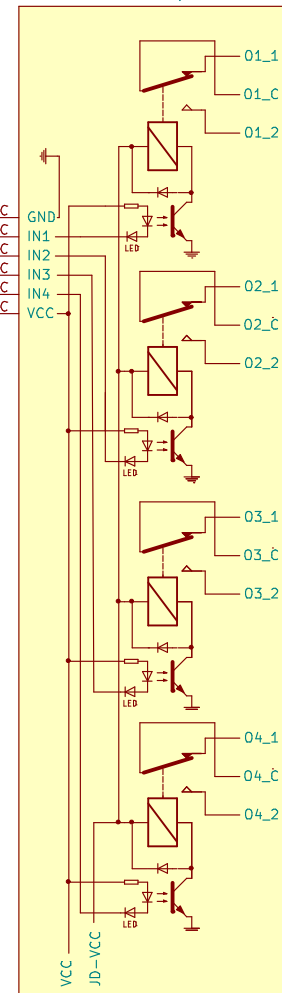 O1_1
O1_C
O1_2
C GND
C IN1
LED
C IN2
C IN3
C IN4
C VCC
O2_1
O2_C
O2_2
LED
O3_1
O3_C
O3_2
LED
O4_1
O4_C
O4_2
LED
VCC
JD-VCC